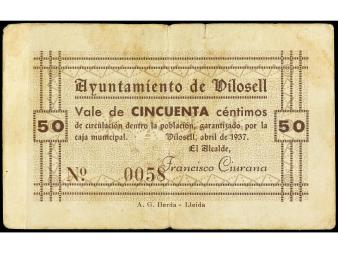 Ayuntamiento de Vilosell
Vale de CINCUENTA céntimos
50 de circulación dentro la población, garantizado por la 50
caja municipal. Vilosell, abril de 1937.
El Alcalde,
Nº. 0058 Francisco Ciurana
A. G. Ilerda - Lleida